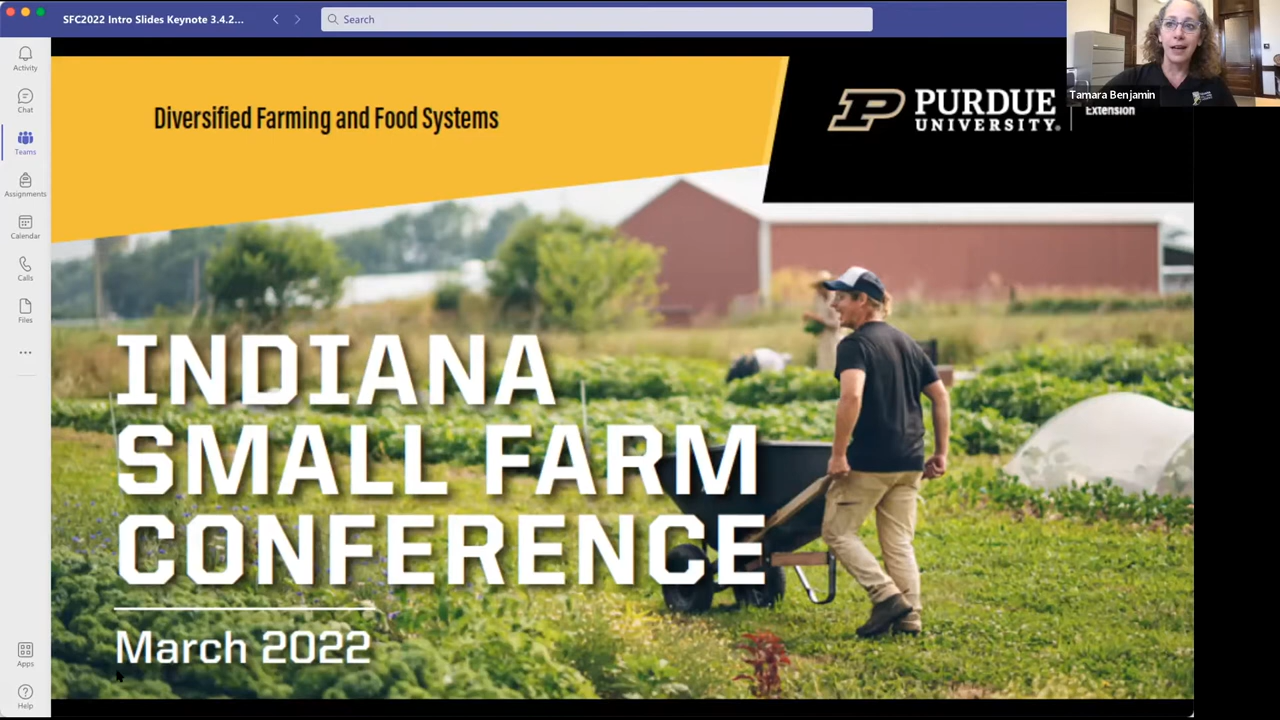 SFC2022 Intro Slides Keynote 3.4.2...
Search
Tamara Benjamin
Activity
Chat
Teams
Assignments
Calendar
Calls
Files
Apps
Help
Diversified Farming and Food Systems
PURDUE
UNIVERSITY®
Extension
INDIANA
SMALL FARM
CONFERENCE
March 2022